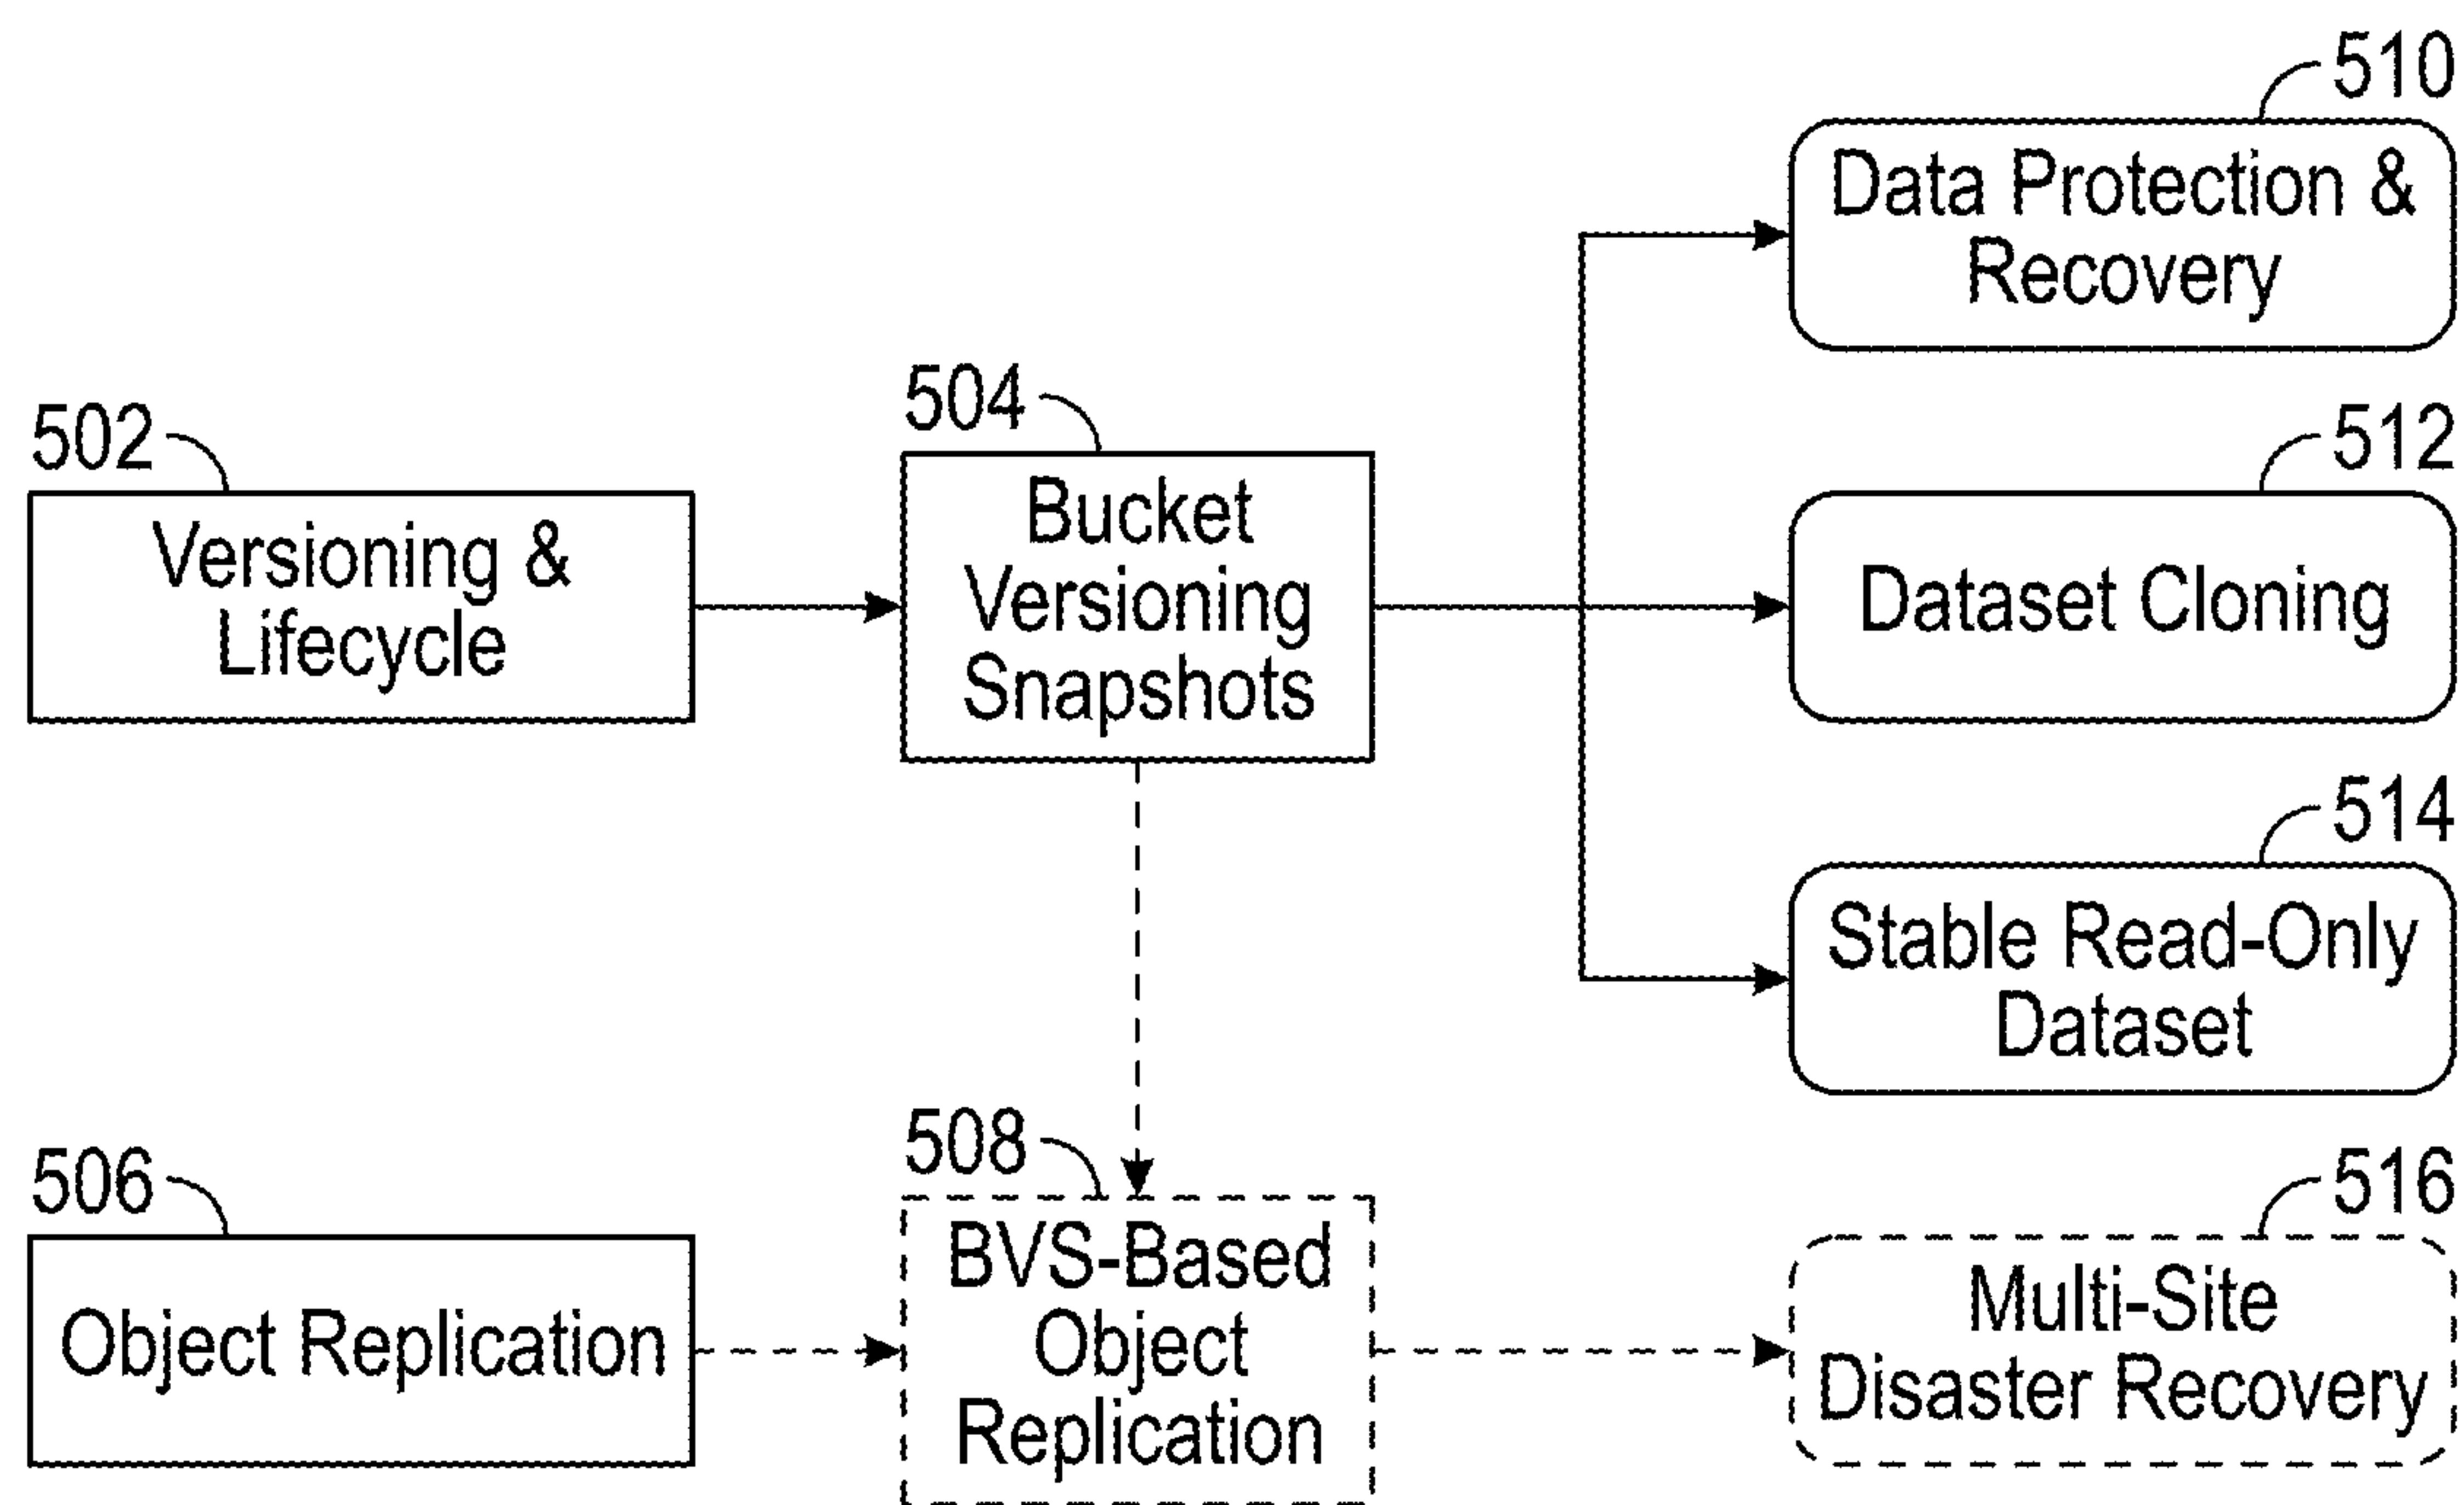 510
Data Protection &
Recovery
502
Versioning &
Lifecycle
504
Bucket
Versioning
Snapshots
512
Dataset Cloning
514
Stable Read-Only
Dataset
506
Object Replication
508
BVS-Based
Object
Replication
516
Multi-Site
Disaster Recovery